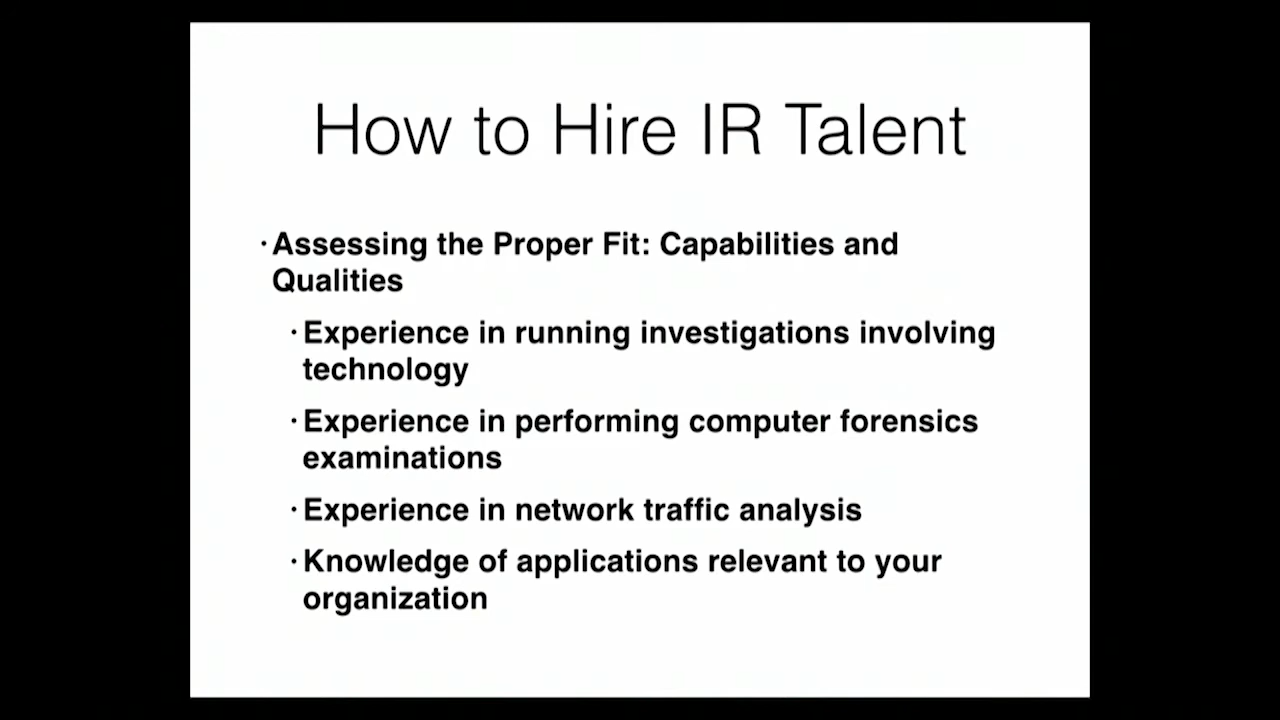 How to Hire IR Talent
·Assessing the Proper Fit: Capabilities and
Qualities
·Experience in running investigations involving
technology
·Experience in performing computer forensics
examinations
·Experience in network traffic analysis
·Knowledge of applications relevant to your
organization